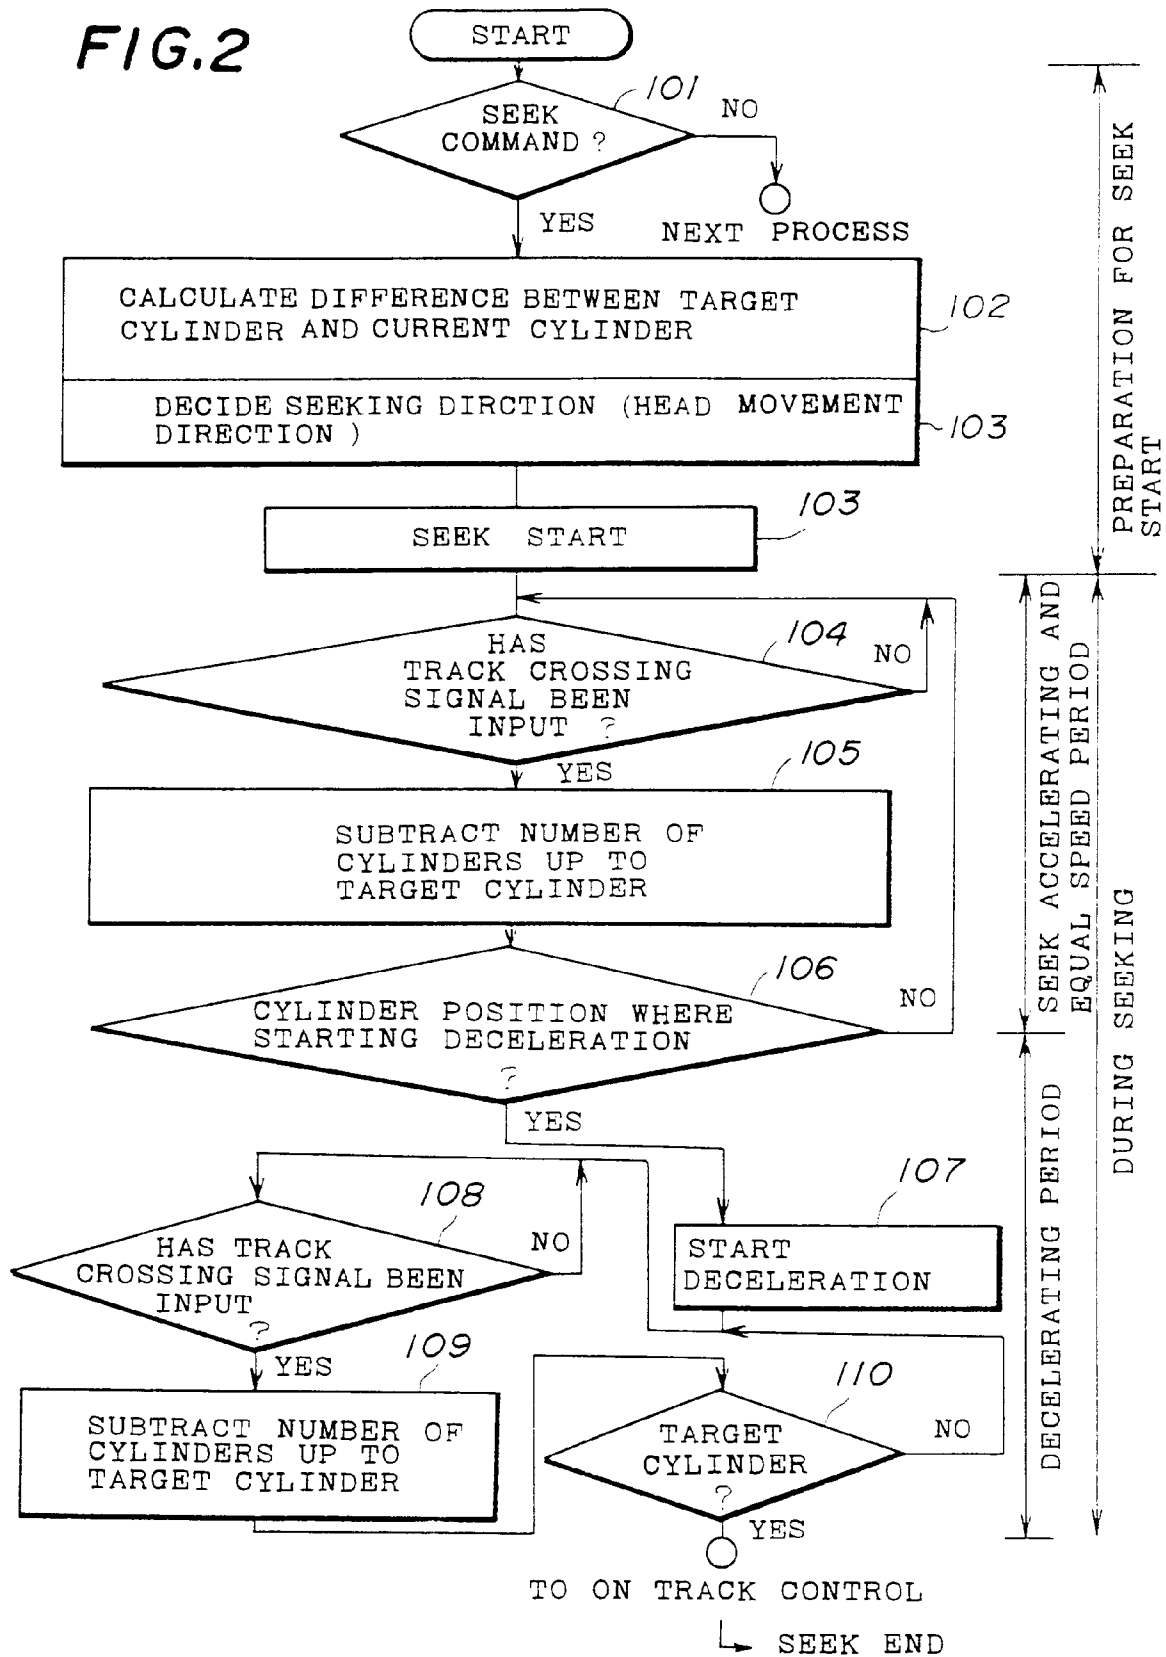 FIG.2
START
101
SEEK
COMMAND ?
NO
YES
NEXT PROCESS
CALCULATE DIFFERENCE BETWEEN TARGET
CYLINDER AND CURRENT CYLINDER
102
DECIDE SEEKING DIRCTION (HEAD MOVEMENT
DIRECTION )
103
SEEK START
103
PREPARATION FOR SEEK
START
HAS
TRACK CROSSING
SIGNAL BEEN
INPUT ?
104
NO
YES
105
SUBTRACT NUMBER OF
CYLINDERS UP TO
TARGET CYLINDER
CYLINDER POSITION WHERE
STARTING DECELERATION
?
106
NO
YES
SEEK ACCELERATING AND
EQUAL SPEED PERIOD
DURING SEEKING
107
START
DECELERATION
108
HAS TRACK
CROSSING SIGNAL BEEN
INPUT
?
NO
YES
109
SUBTRACT NUMBER OF
CYLINDERS UP TO
TARGET CYLINDER
110
TARGET
CYLINDER
?
NO
YES
DECELERATING PERIOD
TO ON TRACK CONTROL
SEEK END